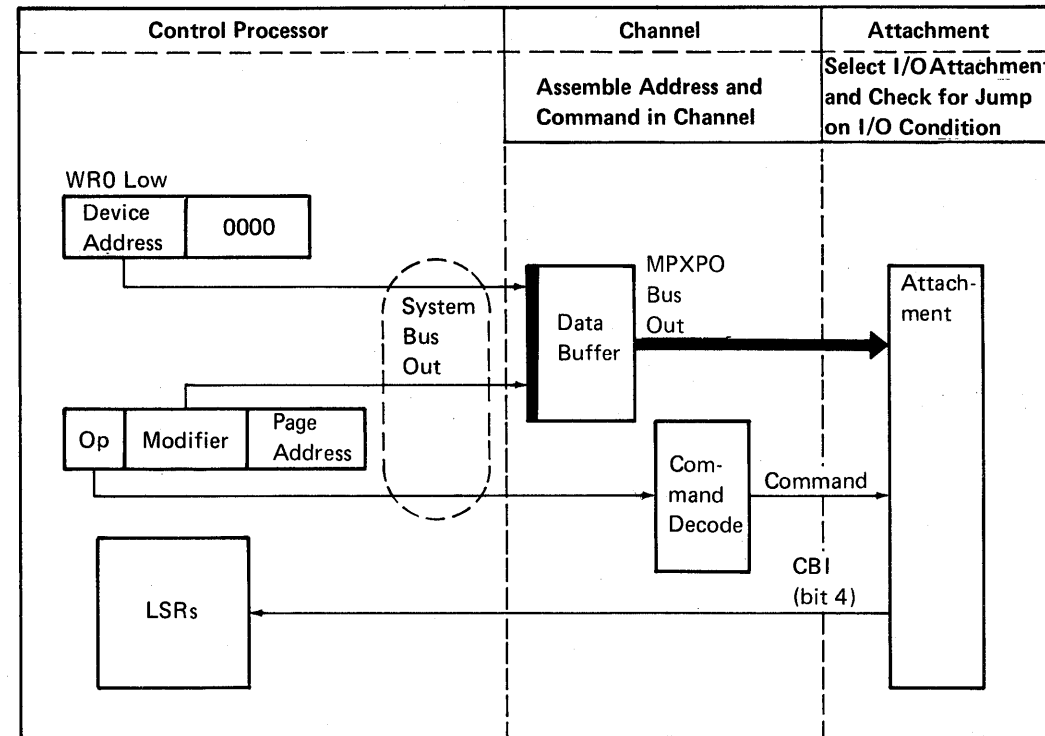 Control Processor
Channel
Attachment
Assemble Address and
Command in Channel
Select I/O Attachment
and Check for Jump
on I/O Condition
WR0 Low
Device
Address
0000
System
Bus
Out
Data
Buffer
MPXPO
Bus
Out
Attach-
ment
Op
Modifier
Page
Address
Com-
mand
Decode
Command
LSRs
CBI
(bit 4)